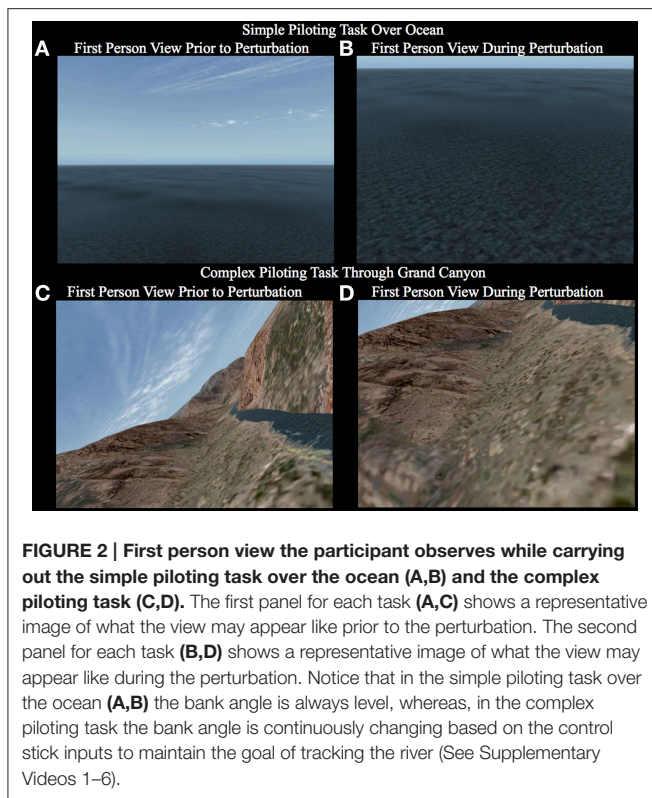 Simple Piloting Task Over Ocean
A First Person View Prior to Perturbation B First Person View During Perturbation
Complex Piloting Task Through Grand Canyon
C First Person View Prior to Perturbation D First Person View During Perturbation
FIGURE 2 | First person view the participant observes while carrying
out the simple piloting task over the ocean (A,B) and the complex
piloting task (C,D). The first panel for each task (A,C) shows a representative
image of what the view may appear like prior to the perturbation. The second
panel for each task (B,D) shows a representative image of what the view may
appear like during the perturbation. Notice that in the simple piloting task over
the ocean (A,B) the bank angle is always level, whereas, in the complex
piloting task the bank angle is continuously changing based on the control
stick inputs to maintain the goal of tracking the river (See Supplementary
Videos 1–6).